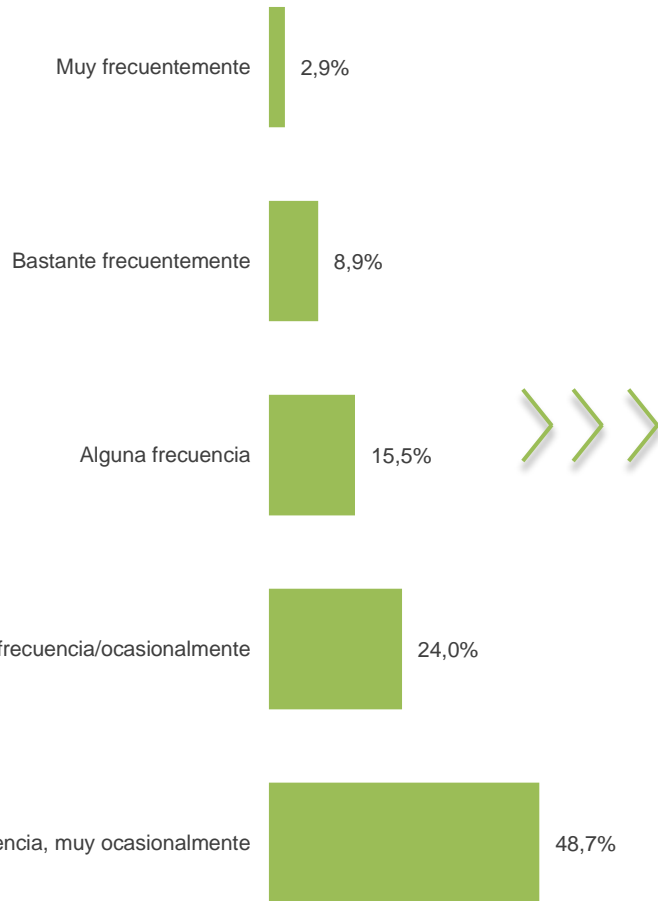 Muy frecuentemente 2,9%
Bastante frecuentemente 8,9%
Alguna frecuencia 15,5%
frecuencia/ocasionalmente 24,0%
muy ocasionalmente 48,7%